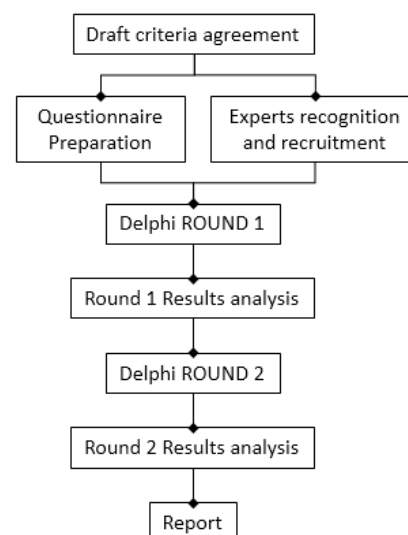 Draft criteria agreement
Questionnaire
Preparation
Experts recognition
and recruitment
Delphi ROUND 1
Round 1 Results analysis
Delphi ROUND 2
Round 2 Results analysis
Report